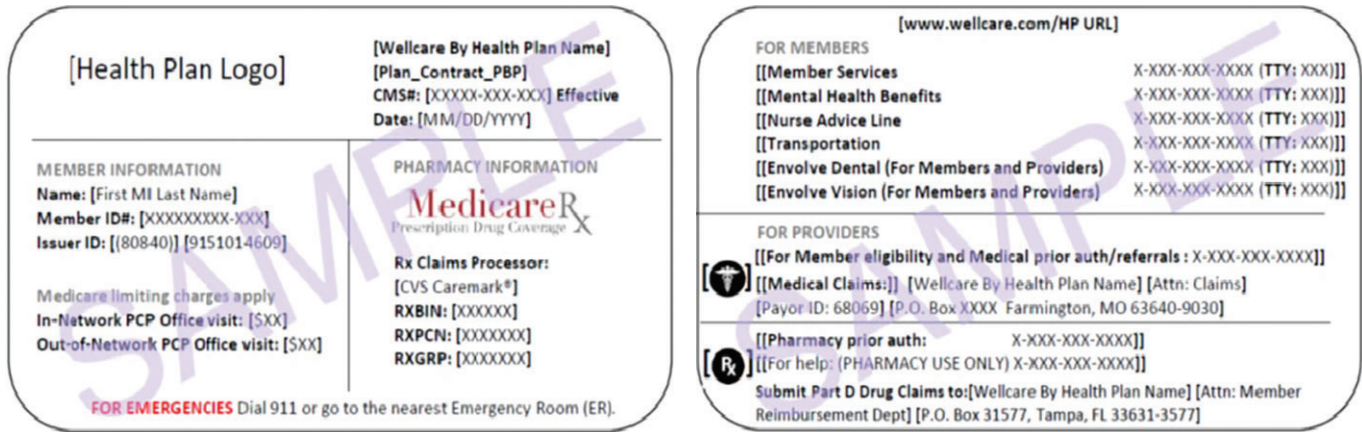 [Health Plan Logo]
[Wellcare By Health Plan Name]
[Plan_Contract_PBP]
CMS#: [XXXXX-XXX-XXX] Effective
Date: [MM/DD/YYYY]
MEMBER INFORMATION
Name: [First MI Last Name]
Member ID#: [XXXXXXXXX-XXX]
Issuer ID: [(80840)] [9151014609]
Medicare limiting charges apply
In-Network PCP Office visit: [$XX]
Out-of-Network PCP Office visit: [$XX]
PHARMACY INFORMATION
MedicareRx
Prescription Drug Coverage
Rx Claims Processor:
[CVS Caremark®]
RXBIN: [XXXXXX]
RXPCN: [XXXXXXX]
RXGRP: [XXXXXXX]
FOR EMERGENCIES Dial 911 or go to the nearest Emergency Room (ER).
SAMPLE
[www.wellcare.com/HP URL]
FOR MEMBERS
[[Member Services X-XXX-XXX-XXXX (TTY: XXX)]]
[[Mental Health Benefits X-XXX-XXX-XXXX (TTY: XXX)]]
[[Nurse Advice Line X-XXX-XXX-XXXX (TTY: XXX)]]
[[Transportation X-XXX-XXX-XXXX (TTY: XXX)]]
[[Envolve Dental (For Members and Providers) X-XXX-XXX-XXXX (TTY: XXX)]]
[[Envolve Vision (For Members and Providers) X-XXX-XXX-XXXX (TTY: XXX)]]
FOR PROVIDERS
[[For Member eligibility and Medical prior auth/referrals : X-XXX-XXX-XXXX]]
[[Medical Claims:]] [Wellcare By Health Plan Name] [Attn: Claims]
[Payor ID: 68069] [P.O. Box XXXX Farmington, MO 63640-9030]
[[Pharmacy prior auth: X-XXX-XXX-XXXX]]
[Rx] [[For help: (PHARMACY USE ONLY) X-XXX-XXX-XXXX]]
Submit Part D Drug Claims to:[Wellcare By Health Plan Name] [Attn: Member
Reimbursement Dept] [P.O. Box 31577, Tampa, FL 33631-3577]
SAMPLE